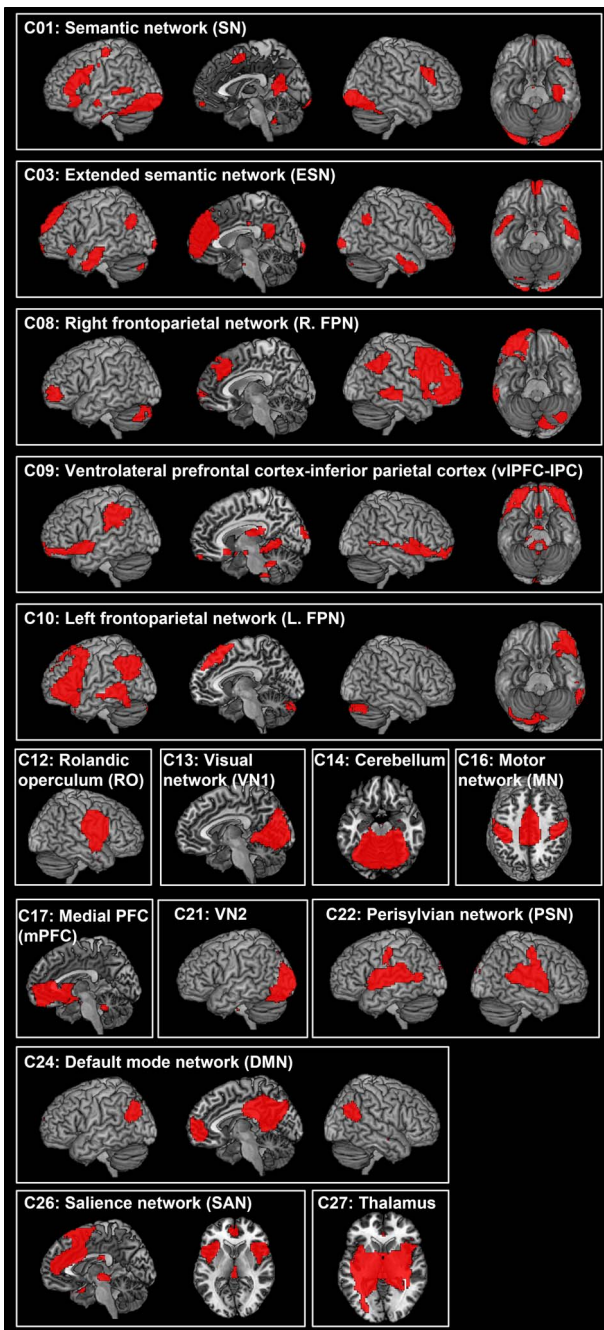 C01: Semantic network (SN)
C03: Extended semantic network (ESN)
C08: Right frontoparietal network (R. FPN)
C09: Ventrolateral prefrontal cortex-inferior parietal cortex (vlPFC-IPC)
C10: Left frontoparietal network (L. FPN)
C12: Rolandic
operculum (RO)
C13: Visual
network (VN1)
C14: Cerebellum
C16: Motor
network (MN)
C17: Medial PFC
(mPFC)
C21: VN2
C22: Perisylvian network (PSN)
C24: Default mode network (DMN)
C26: Salience network (SAN)
C27: Thalamus